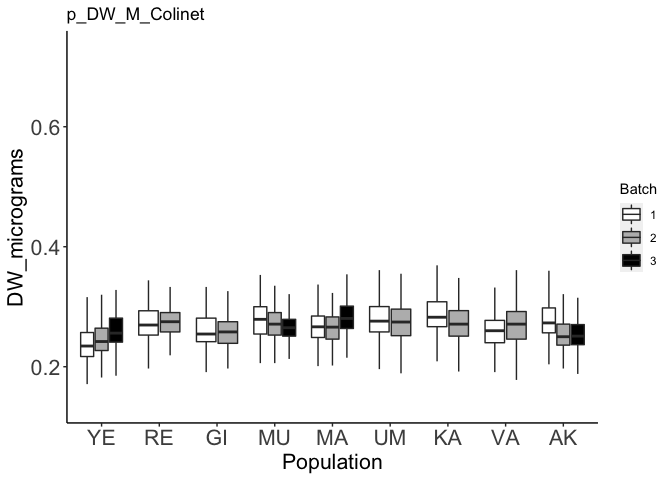 p_DW_M_Colinet
DW_micrograms
0.6
0.4
0.2
YE RE GI MU MA UM KA VA AK
Population
Batch
1
2
3